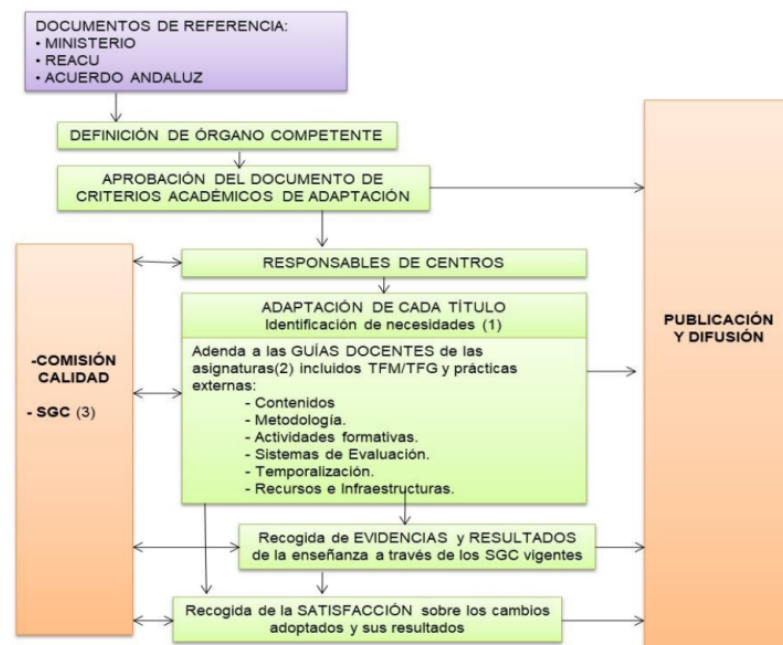 DOCUMENTOS DE REFERENCIA:
• MINISTERIO
• REACU
• ACUERDO ANDALUZ
DEFINICIÓN DE ÓRGANO COMPETENTE
APROBACIÓN DEL DOCUMENTO DE
CRITERIOS ACADÉMICOS DE ADAPTACIÓN
RESPONSABLES DE CENTROS
ADAPTACIÓN DE CADA TÍTULO
Identificación de necesidades (1)
Adenda a las GUÍAS DOCENTES de las
asignaturas(2) incluidos TFM/TFG y prácticas
externas:
- Contenidos
- Metodología.
- Actividades formativas.
- Sistemas de Evaluación.
- Temporalización.
- Recursos e Infraestructuras.
-COMISIÓN
CALIDAD
- SGC (3)
PUBLICACIÓN
Y DIFUSIÓN
Recogida de EVIDENCIAS y RESULTADOS
de la enseñanza a través de los SGC vigentes
Recogida de la SATISFACCIÓN sobre los cambios
adoptados y sus resultados